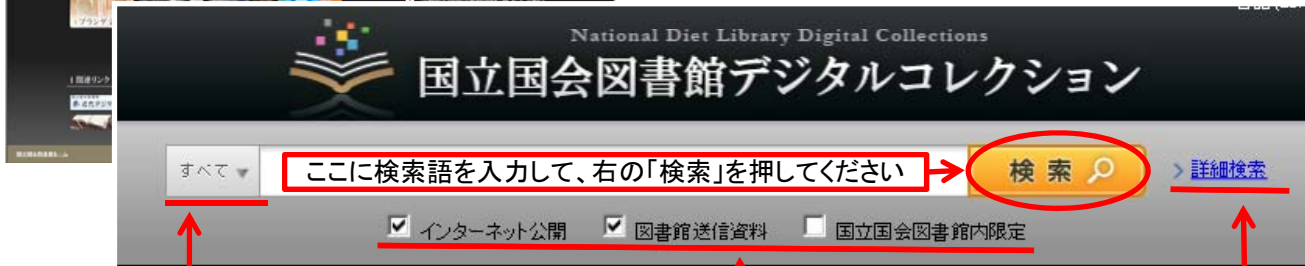 National Diet Library Digital Collections
国立国会図書館デジタルコレクション
すべて▼
ここに検索語を入力して、右の「検索」を押してください
検索
> 詳細検索
インターネット公開
図書館送信資料
国立国会図書館内限定